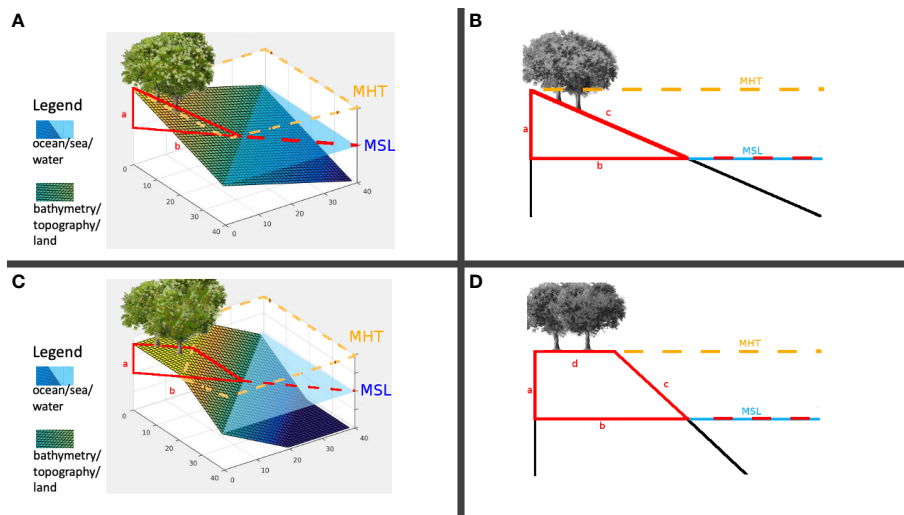 A
Legend
ocean/sea/
water
bathymetry/
topography/
land
a
b
MHT
MSL
0
10
20
30
40
0
10
20
30
40
B
MHT
a
c
b
MSL
C
Legend
ocean/sea/
water
bathymetry/
topography/
land
a
b
MHT
MSL
0
10
20
30
40
0
10
20
30
40
D
MHT
d
a
c
b
MSL